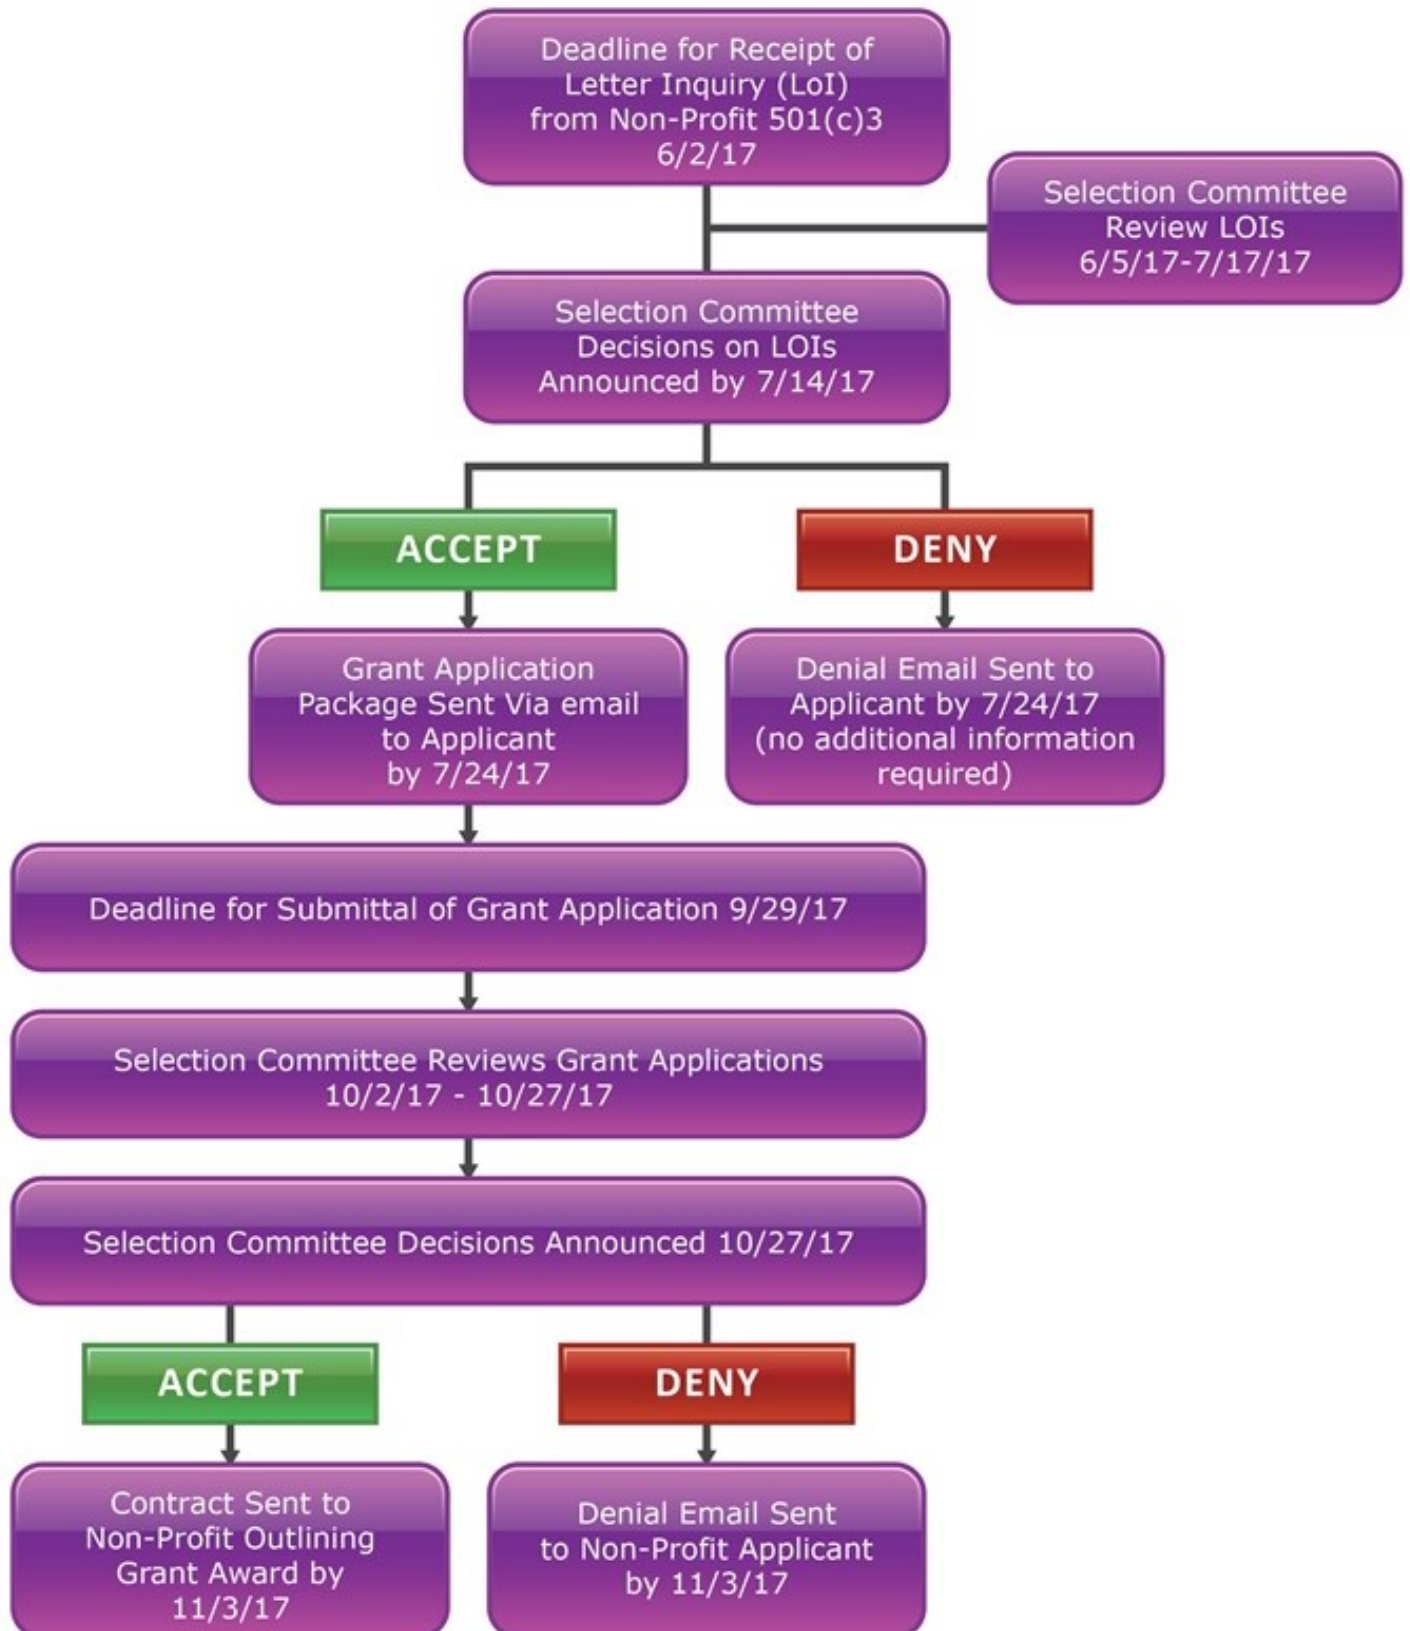 Deadline for Receipt of
Letter Inquiry (LoI)
from Non-Profit 501(c)3
6/2/17
Selection Committee
Review LOIs
6/5/17-7/17/17
Selection Committee
Decisions on LOIs
Announced by 7/14/17
ACCEPT
DENY
Grant Application
Package Sent Via email
to Applicant
by 7/24/17
Denial Email Sent to
Applicant by 7/24/17
(no additional information
required)
Deadline for Submittal of Grant Application 9/29/17
Selection Committee Reviews Grant Applications
10/2/17 - 10/27/17
Selection Committee Decisions Announced 10/27/17
ACCEPT
DENY
Contract Sent to
Non-Profit Outlining
Grant Award by
11/3/17
Denial Email Sent
to Non-Profit Applicant
by 11/3/17